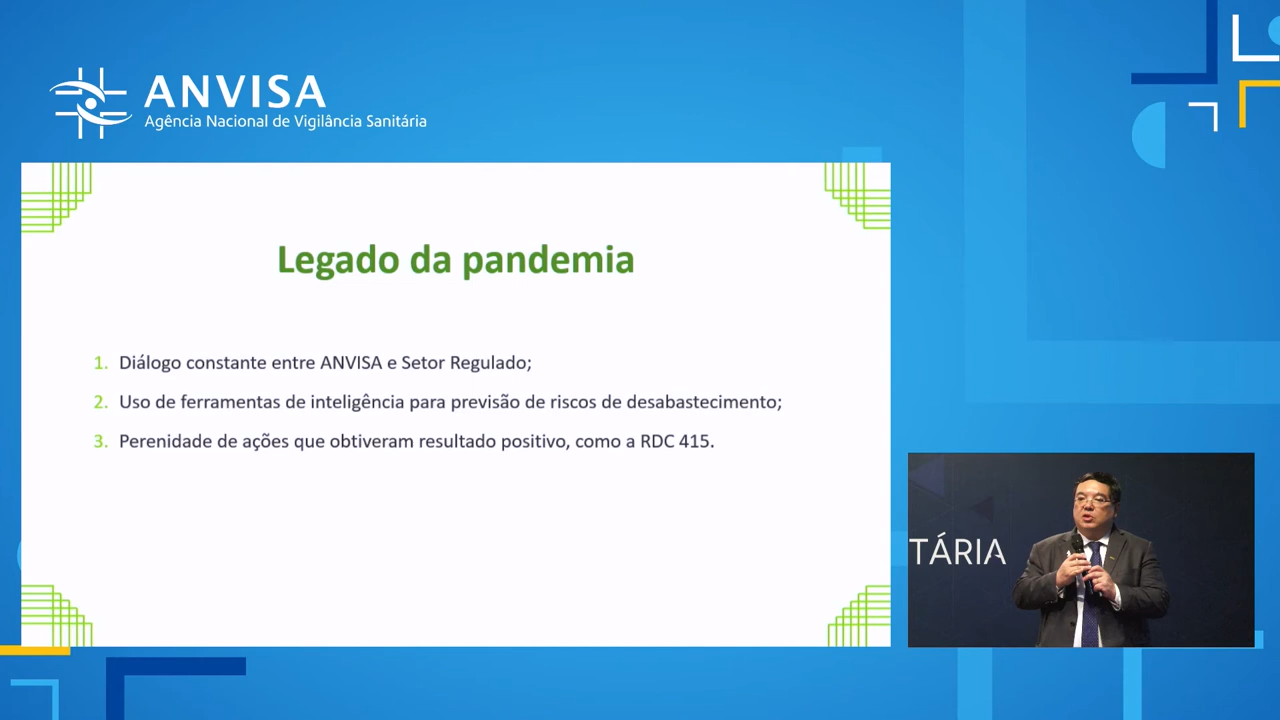 ANVISA
Agência Nacional de Vigilância Sanitária
Legado da pandemia
1. Diálogo constante entre ANVISA e Setor Regulado;
2. Uso de ferramentas de inteligência para previsão de riscos de desabastecimento;
3. Perenidade de ações que obtiveram resultado positivo, como a RDC 415.
TÁRIA